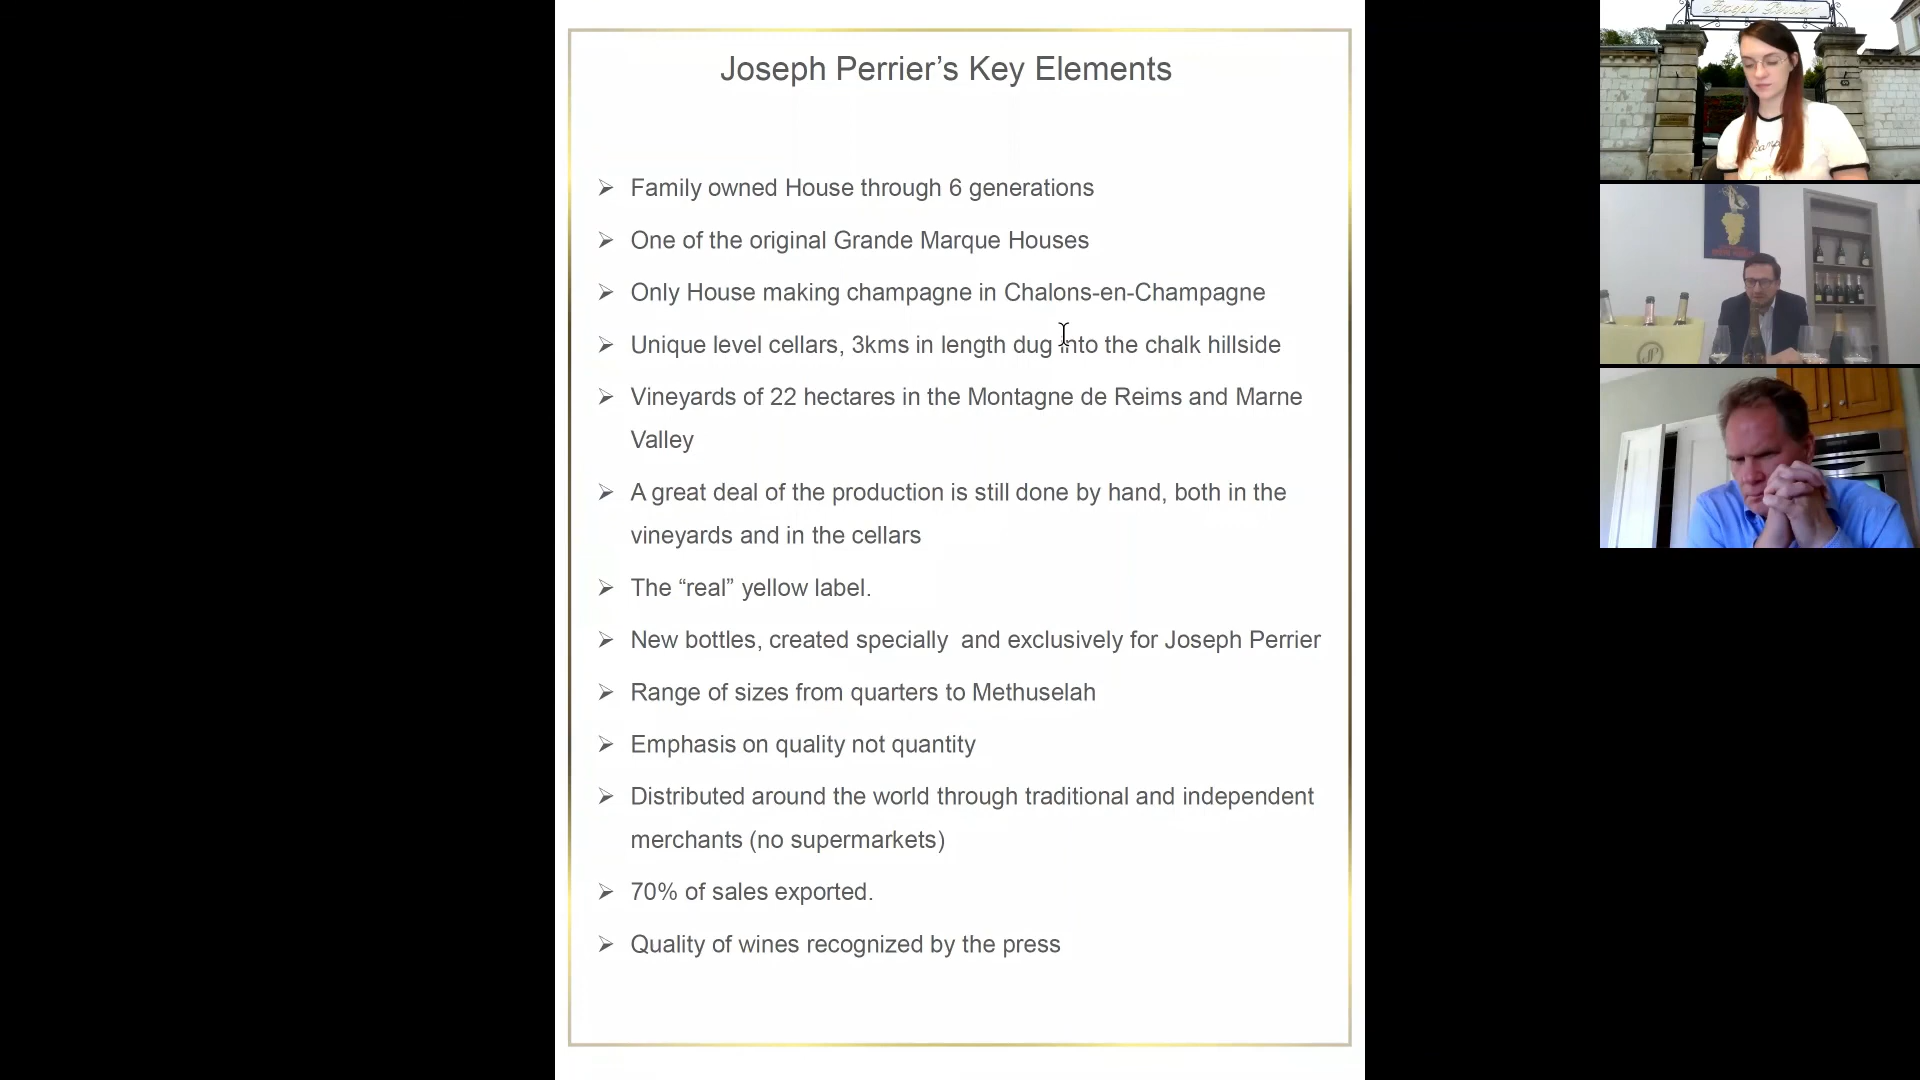 Joseph Perrier’s Key Elements
➢ Family owned House through 6 generations
➢ One of the original Grande Marque Houses
➢ Only House making champagne in Chalons-en-Champagne
➢ Unique level cellars, 3kms in length dug into the chalk hillside
➢ Vineyards of 22 hectares in the Montagne de Reims and Marne
Valley
➢ A great deal of the production is still done by hand, both in the
vineyards and in the cellars
➢ The “real” yellow label.
➢ New bottles, created specially  and exclusively for Joseph Perrier
➢ Range of sizes from quarters to Methuselah
➢ Emphasis on quality not quantity
➢ Distributed around the world through traditional and independent
merchants (no supermarkets)
➢ 70% of sales exported.
➢ Quality of wines recognized by the press
Joseph Perrier
JP